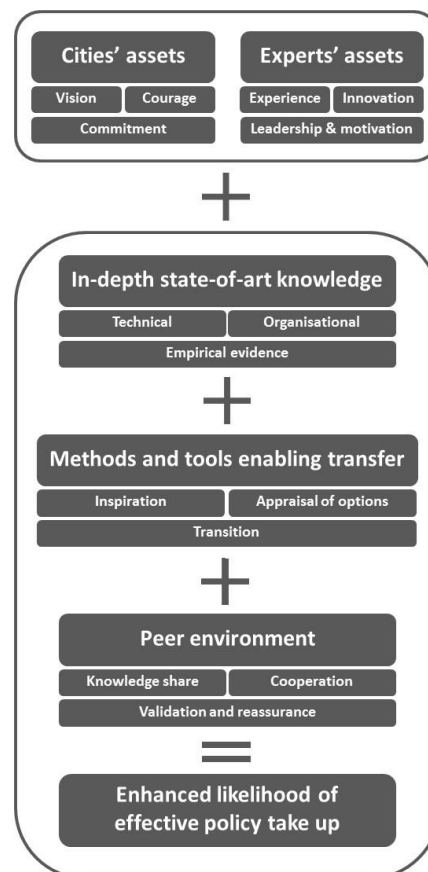 Cities' assets
Vision
Courage
Commitment
Experts' assets
Experience
Innovation
Leadership & motivation
+
In-depth state-of-art knowledge
Technical
Organisational
Empirical evidence
+
Methods and tools enabling transfer
Inspiration
Appraisal of options
Transition
+
Peer environment
Knowledge share
Cooperation
Validation and reassurance
=
Enhanced likelihood of
effective policy take up